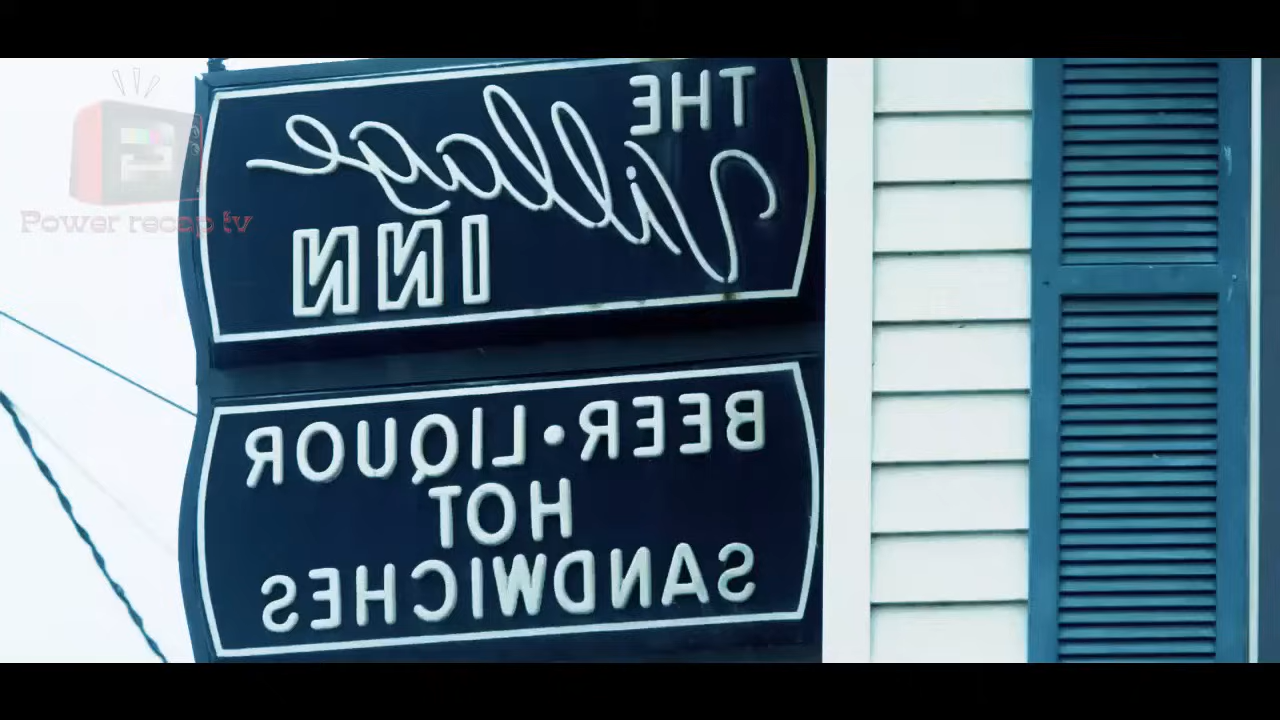 THE
Village
INN
BEER•LIQUOR
HOT
SANDWICHES
Power recap tv